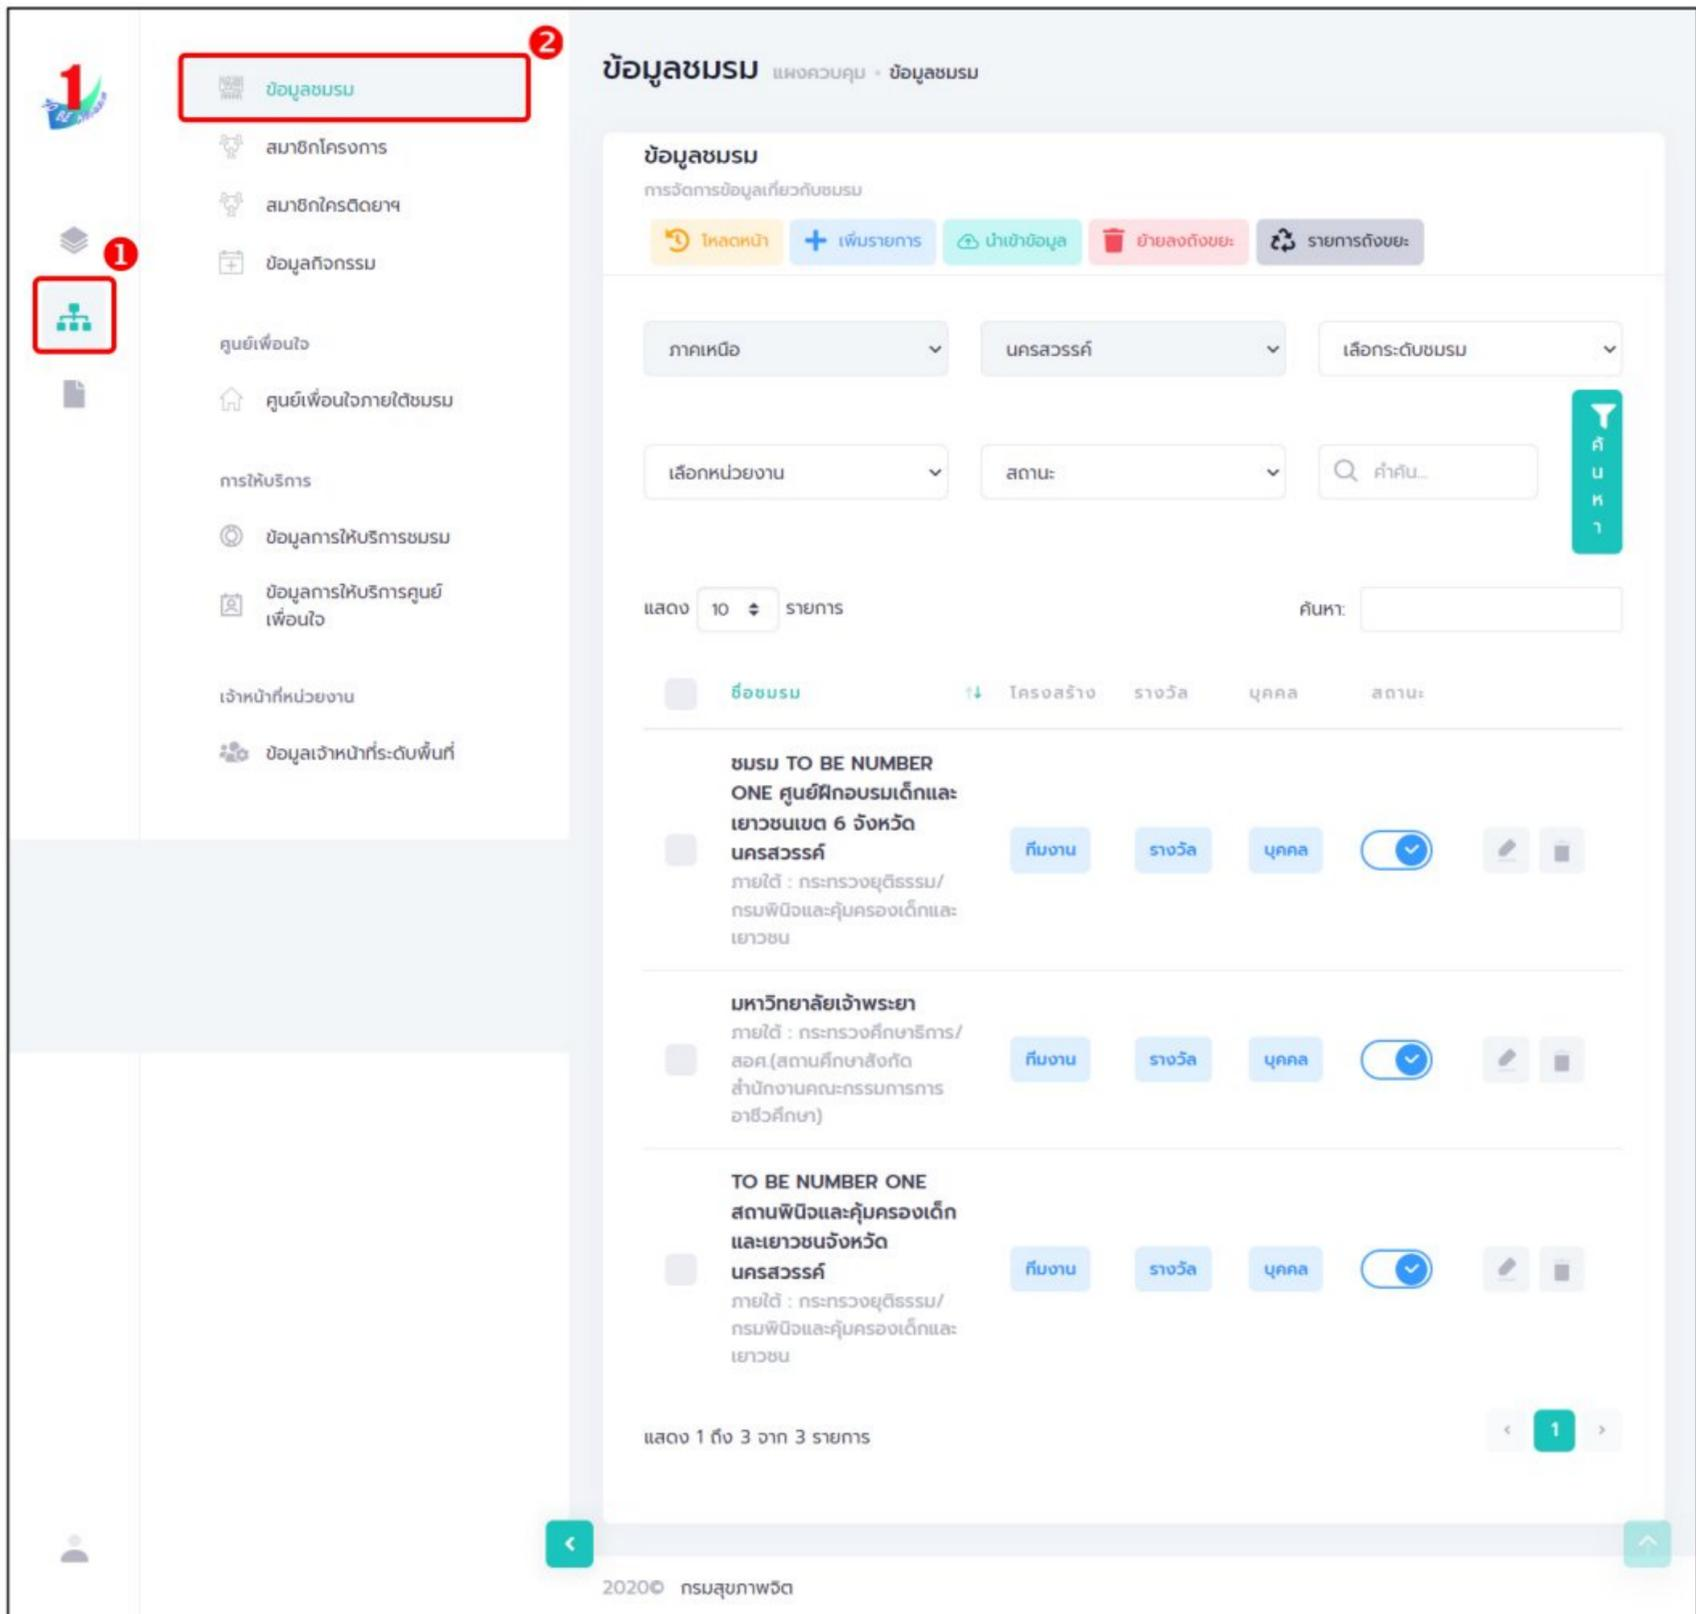 1
TO BE NUMBER
❶
❷
ข้อมูลชมรม
สมาชิกโครงการ
สมาชิกใครติดยาฯ
ข้อมูลกิจกรรม
ศูนย์เพื่อนใจ
ศูนย์เพื่อนใจภายใต้ชมรม
การให้บริการ
ข้อมูลการให้บริการชมรม
ข้อมูลการให้บริการศูนย์
เพื่อนใจ
เจ้าหน้าที่หน่วยงาน
ข้อมูลเจ้าหน้าที่ระดับพื้นที่
ข้อมูลชมรม แผงควบคุม • ข้อมูลชมรม
ข้อมูลชมรม
การจัดการข้อมูลเกี่ยวกับชมรม
โหลดหน้า เพิ่มรายการ นำเข้าข้อมูล ย้ายลงถังขยะ รายการถังขยะ
ภาคเหนือ นครสวรรค์ เลือกระดับชมรม
เลือกหน่วยงาน สถานะ คำค้น...
ค้นหา
แสดง 10 รายการ ค้นหา:
ชื่อชมรม โครงสร้าง รางวัล บุคคล สถานะ
ชมรม TO BE NUMBER
ONE ศูนย์ฝึกอบรมเด็กและ
เยาวชนเขต 6 จังหวัด
นครสวรรค์
ภายใต้ : กระทรวงยุติธรรม/
กรมพินิจและคุ้มครองเด็กและ
เยาวชน
ทีมงาน รางวัล บุคคล
มหาวิทยาลัยเจ้าพระยา
ภายใต้ : กระทรวงศึกษาธิการ/
สอศ.(สถานศึกษาสังกัด
สำนักงานคณะกรรมการการ
อาชีวศึกษา)
ทีมงาน รางวัล บุคคล
TO BE NUMBER ONE
สถานพินิจและคุ้มครองเด็ก
และเยาวชนจังหวัด
นครสวรรค์
ภายใต้ : กระทรวงยุติธรรม/
กรมพินิจและคุ้มครองเด็กและ
เยาวชน
ทีมงาน รางวัล บุคคล
แสดง 1 ถึง 3 จาก 3 รายการ
1
2020© กรมสุขภาพจิต